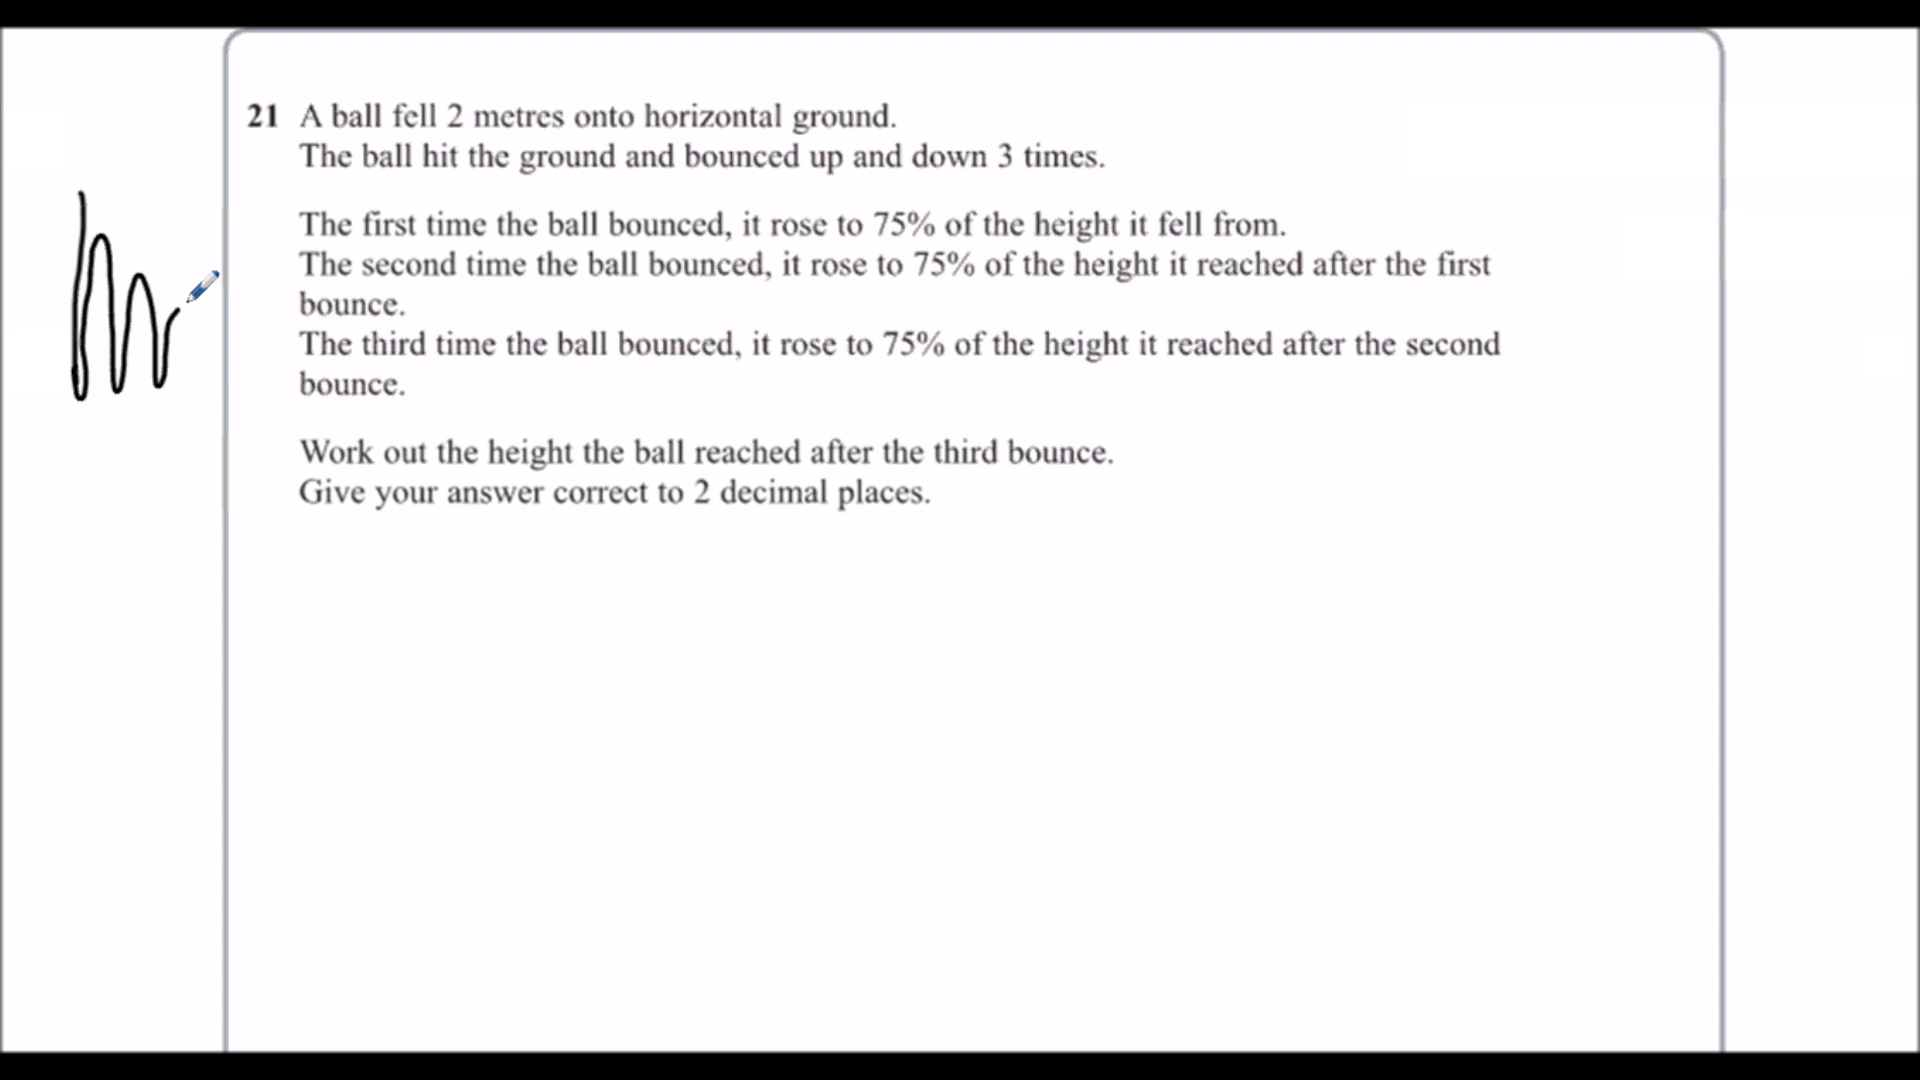 21 A ball fell 2 metres onto horizontal ground.
The ball hit the ground and bounced up and down 3 times.
The first time the ball bounced, it rose to 75% of the height it fell from.
The second time the ball bounced, it rose to 75% of the height it reached after the first
bounce.
The third time the ball bounced, it rose to 75% of the height it reached after the second
bounce.
Work out the height the ball reached after the third bounce.
Give your answer correct to 2 decimal places.